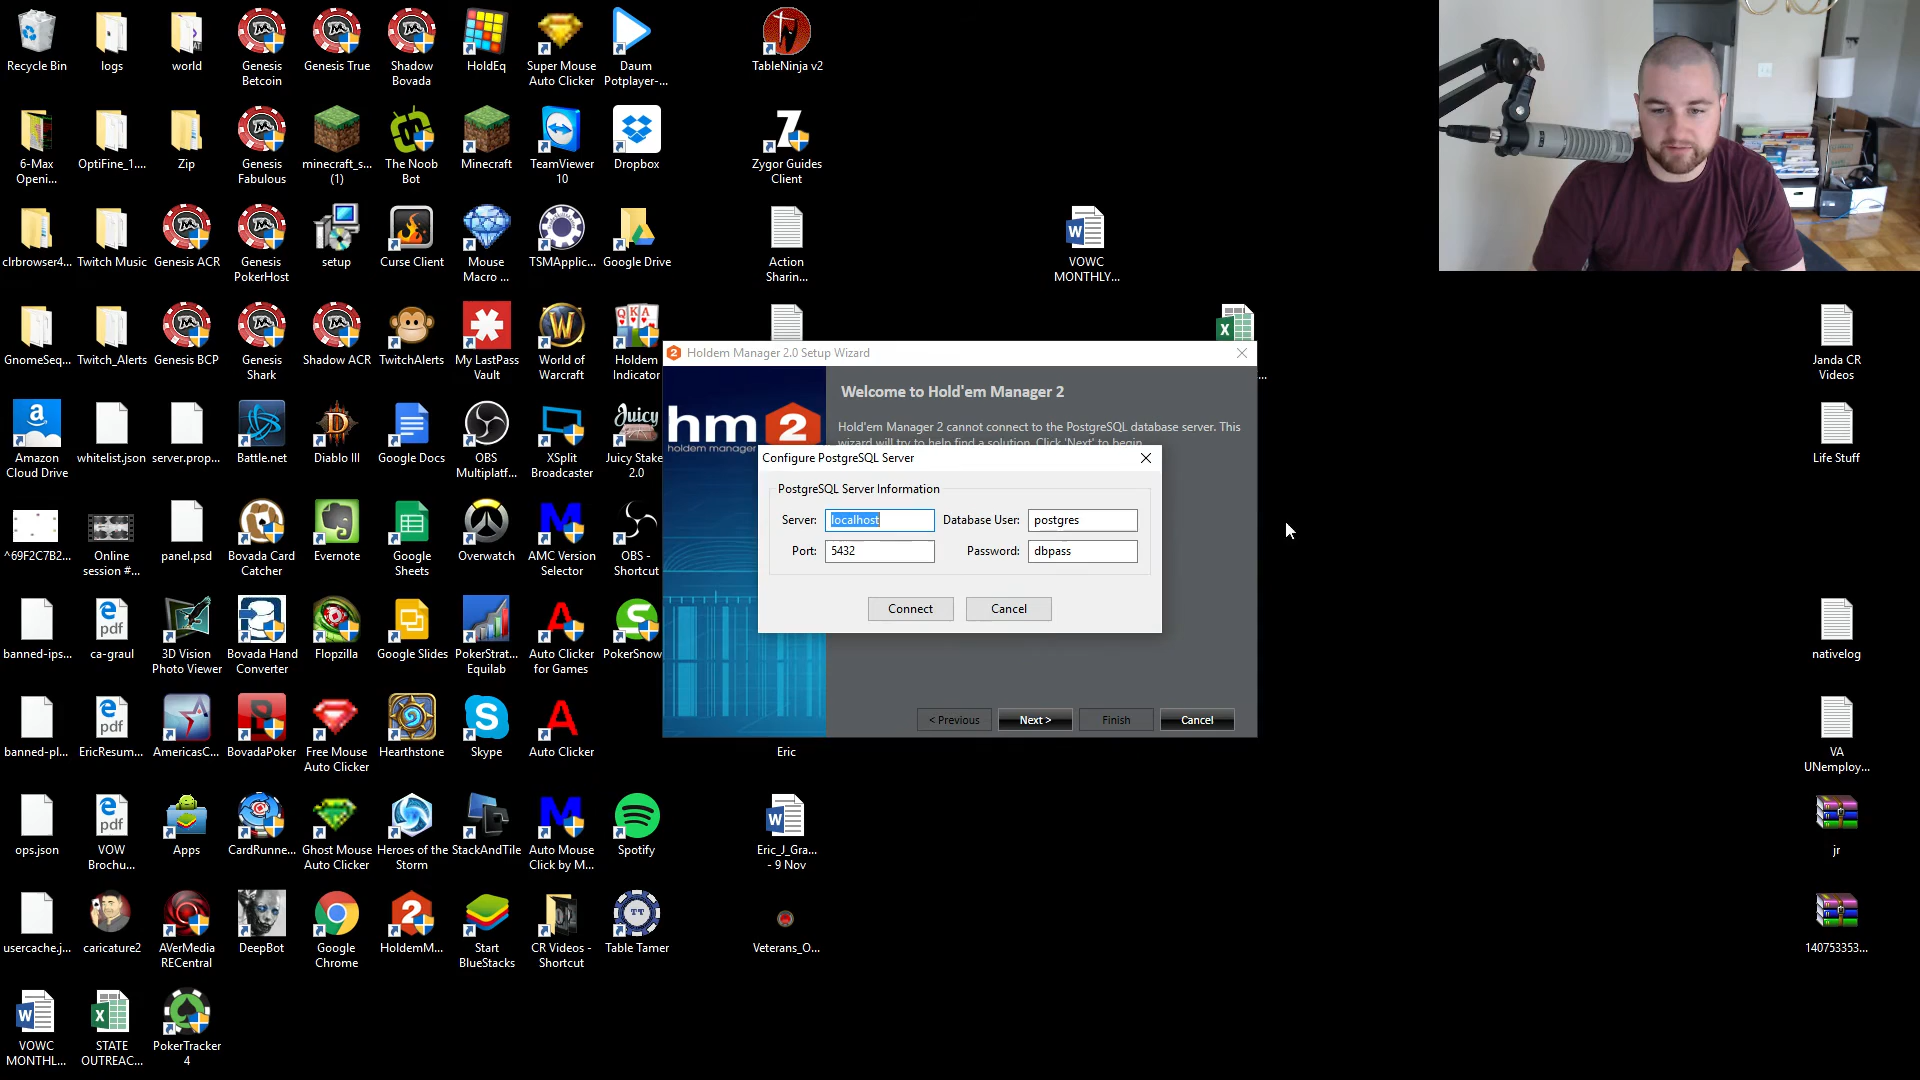 Recycle Bin
logs
world
Genesis
Betcoin
Genesis True
Shadow
Bovada
HoldEq
Super Mouse
Auto Clicker
Daum
Potplayer-...
TableNinja v2
6-Max
Openi...
OptiFine_1....
Zip
Genesis
Fabulous
minecraft_s...
(1)
The Noob
Bot
Minecraft
TeamViewer
10
Dropbox
Zygor Guides
Client
clrbrowser4...
Twitch Music
Genesis ACR
Genesis
PokerHost
setup
Curse Client
Mouse
Macro ...
TSMApplic...
Google Drive
Action
Sharin...
VOWC
MONTHLY...
GnomeSeq...
Twitch_Alerts
Genesis BCP
Genesis
Shark
Shadow ACR
TwitchAlerts
My LastPass
Vault
World of
Warcraft
Holdem
Indicator
Janda CR
Videos
Holdem Manager 2.0 Setup Wizard
Welcome to Hold'em Manager 2
Hold'em Manager 2 cannot connect to the PostgreSQL database server. This
wizard will try to help find a solution. Click 'Next' to begin.
hm 2
holdem manager
Configure PostgreSQL Server
PostgreSQL Server Information
Server: localhost Database User: postgres
Port: 5432 Password: dbpass
Connect Cancel
< Previous Next > Finish Cancel
Amazon
Cloud Drive
whitelist.json
server.prop...
Battle.net
Diablo III
Google Docs
OBS
Multiplatf...
XSplit
Broadcaster
Juicy Stake
2.0
Life Stuff
^69F2C7B2...
Online
session #...
panel.psd
Bovada Card
Catcher
Evernote
Google
Sheets
Overwatch
AMC Version
Selector
OBS -
Shortcut
banned-ips...
ca-graul
3D Vision
Photo Viewer
Bovada Hand
Converter
Flopzilla
Google Slides
PokerStrat...
Equilab
Auto Clicker
for Games
PokerSnow
nativelog
banned-pl...
EricResum...
AmericasC...
BovadaPoker
Free Mouse
Auto Clicker
Hearthstone
Skype
Auto Clicker
Eric
VA
UNemploy...
ops.json
VOW
Brochu...
Apps
CardRunne...
Ghost Mouse
Auto Clicker
Heroes of the
Storm
StackAndTile
Auto Mouse
Click by M...
Spotify
Eric_J_Gra...
- 9 Nov
jr
usercache.j...
caricature2
AVerMedia
RECentral
DeepBot
Google
Chrome
HoldemM...
Start
BlueStacks
CR Videos -
Shortcut
Table Tamer
Veterans_O...
140753353...
VOWC
MONTHL...
STATE
OUTREAC...
PokerTracker
4